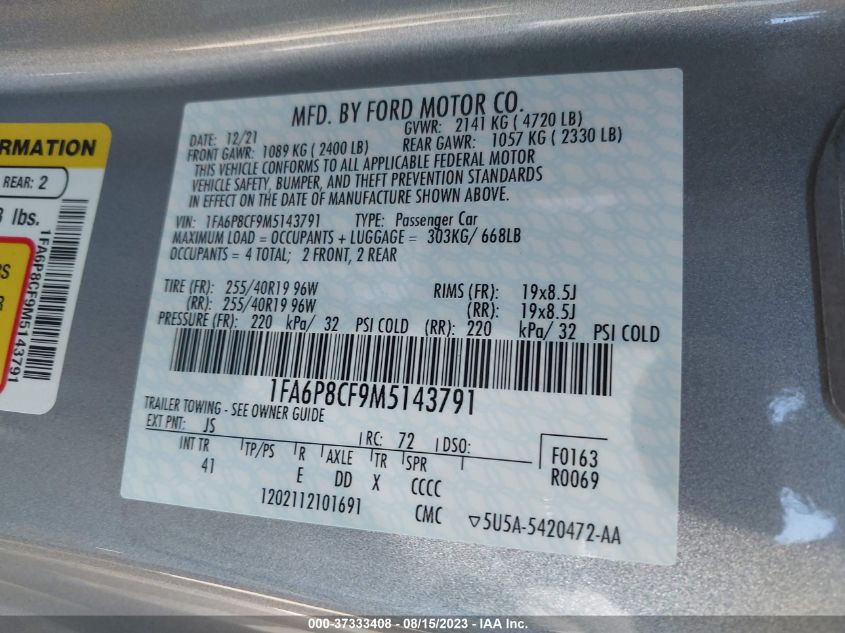 MFD. BY FORD MOTOR CO.
DATE: 12/21 GVWR: 2141 KG ( 4720 LB)
FRONT GAWR: 1089 KG ( 2400 LB) REAR GAWR: 1057 KG ( 2330 LB)
THIS VEHICLE CONFORMS TO ALL APPLICABLE FEDERAL MOTOR
VEHICLE SAFETY, BUMPER, AND THEFT PREVENTION STANDARDS
IN EFFECT ON THE DATE OF MANUFACTURE SHOWN ABOVE.
VIN: 1FA6P8CF9M5143791 TYPE: Passenger Car
MAXIMUM LOAD = OCCUPANTS + LUGGAGE = 303KG/ 668LB
OCCUPANTS = 4 TOTAL; 2 FRONT, 2 REAR
TIRE (FR): 255/40R19 96W RIMS (FR): 19x8.5J
(RR): 255/40R19 96W (RR): 19x8.5J
PRESSURE (FR): 220 kPa/ 32 PSI COLD (RR): 220 kPa/ 32 PSI COLD
1FA6P8CF9M5143791
TRAILER TOWING - SEE OWNER GUIDE
EXT PNT: JS RC: 72 DSO:
INT TR TP/PS R AXLE TR SPR
41 E DD X CCCC
F0163
R0069
1202112101691 CMC 5U5A-5420472-AA
RMATION
REAR: 2
lbs.
RS
R
1FA6P8CF9M5143791
000-37333408 - 08/15/2023 - IAA Inc.